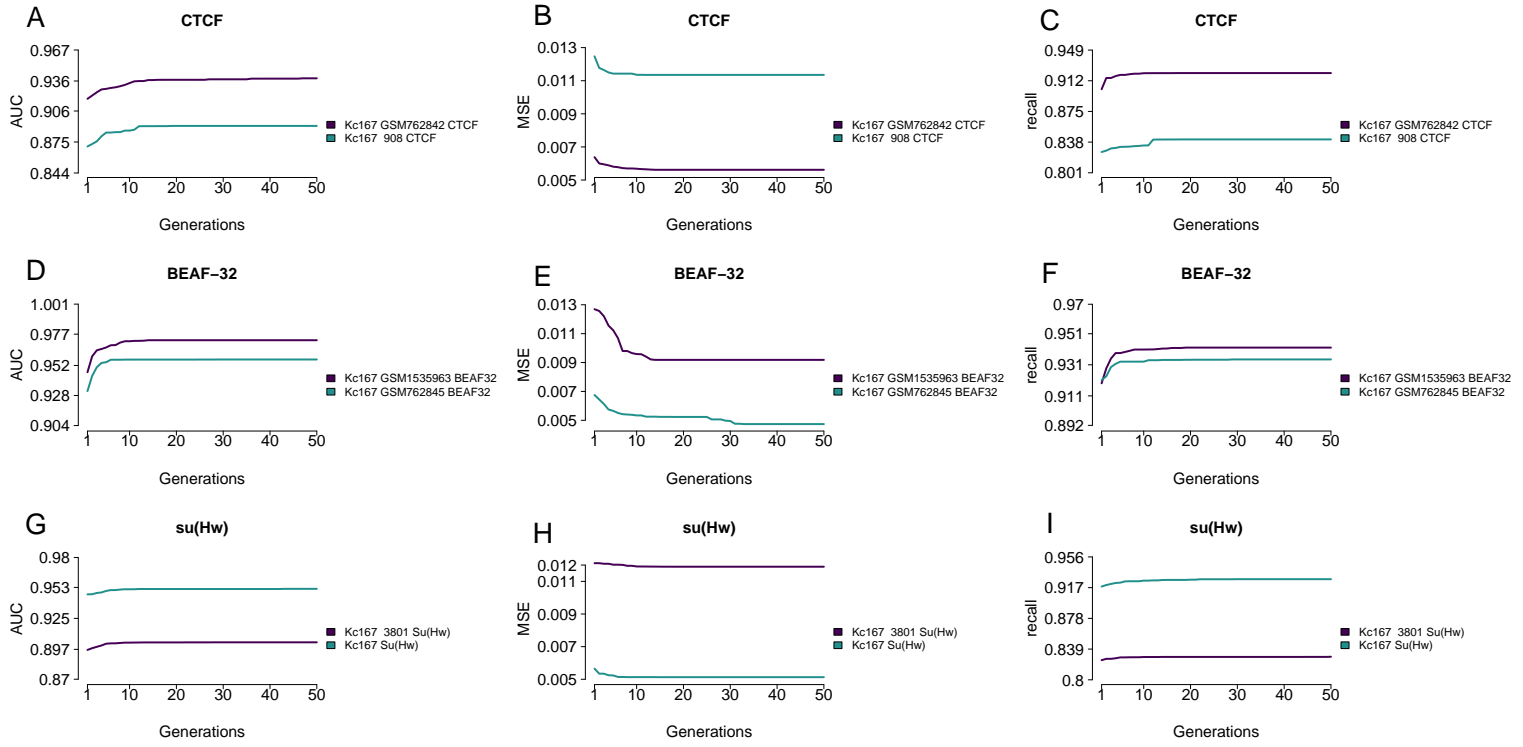 A
CTCF
0.967
0.936
0.906
0.875
0.844
AUC
1 10 20 30 40 50
Generations
Kc167 GSM762842 CTCF
Kc167 908 CTCF
B
CTCF
0.013
0.011
0.009
0.007
0.005
MSE
1 10 20 30 40 50
Generations
Kc167 GSM762842 CTCF
Kc167 908 CTCF
C
CTCF
0.949
0.912
0.875
0.838
0.801
recall
1 10 20 30 40 50
Generations
Kc167 GSM762842 CTCF
Kc167 908 CTCF
D
BEAF−32
1.001
0.977
0.952
0.928
0.904
AUC
1 10 20 30 40 50
Generations
Kc167 GSM1535963 BEAF32
Kc167 GSM762845 BEAF32
E
BEAF−32
0.013
0.011
0.009
0.007
0.005
MSE
1 10 20 30 40 50
Generations
Kc167 GSM1535963 BEAF32
Kc167 GSM762845 BEAF32
F
BEAF−32
0.97
0.951
0.931
0.911
0.892
recall
1 10 20 30 40 50
Generations
Kc167 GSM1535963 BEAF32
Kc167 GSM762845 BEAF32
G
su(Hw)
0.98
0.953
0.925
0.897
0.87
AUC
1 10 20 30 40 50
Generations
Kc167 3801 Su(Hw)
Kc167 Su(Hw)
H
su(Hw)
0.012
0.011
0.009
0.007
0.005
MSE
1 10 20 30 40 50
Generations
Kc167 3801 Su(Hw)
Kc167 Su(Hw)
I
su(Hw)
0.956
0.917
0.878
0.839
0.8
recall
1 10 20 30 40 50
Generations
Kc167 3801 Su(Hw)
Kc167 Su(Hw)